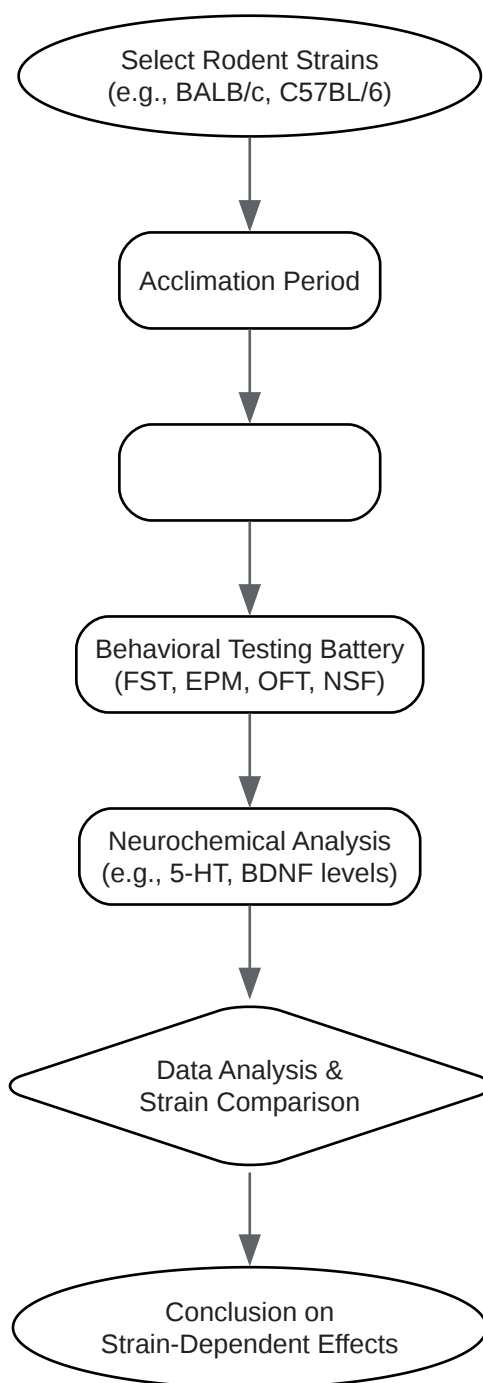 Select Rodent Strains
(e.g., BALB/c, C57BL/6)
Acclimation Period
Behavioral Testing Battery
(FST, EPM, OFT, NSF)
Neurochemical Analysis
(e.g., 5-HT, BDNF levels)
Data Analysis &
Strain Comparison
Conclusion on
Strain-Dependent Effects